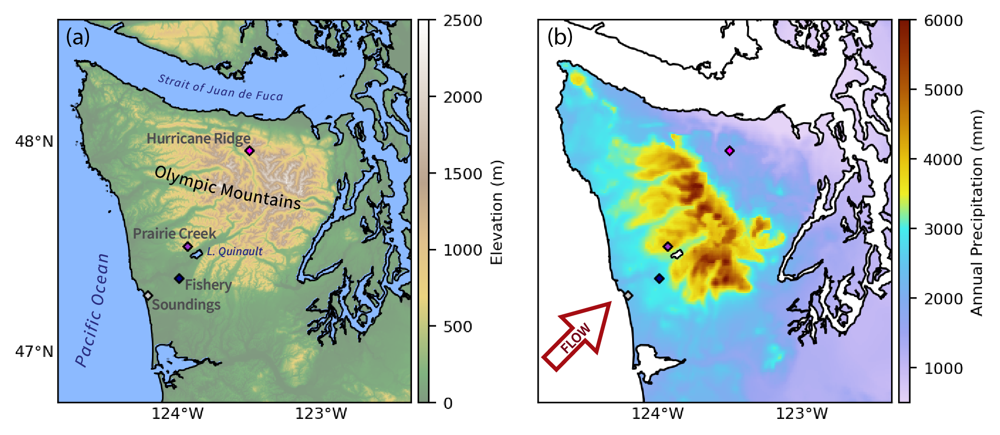 (a)
Strait of Juan de Fuca
Hurricane Ridge
Olympic Mountains
Prairie Creek
L. Quinault
Fishery
Soundings
Pacific Ocean
48°N
47°N
124°W
123°W
2500
2000
1500
1000
500
0
Elevation (m)
(b)
FLOW
124°W
123°W
6000
5000
4000
3000
2000
1000
Annual Precipitation (mm)